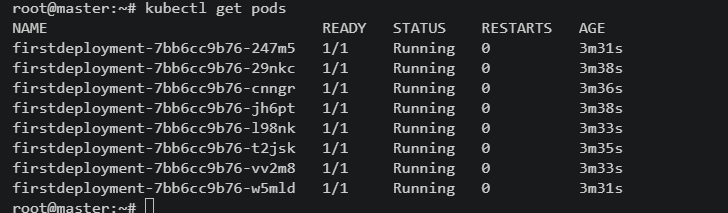 root@master:~# kubectl get pods
NAME READY STATUS RESTARTS AGE
firstdeployment-7bb6cc9b76-247m5 1/1 Running 0 3m31s
firstdeployment-7bb6cc9b76-29nkc 1/1 Running 0 3m38s
firstdeployment-7bb6cc9b76-cnngr 1/1 Running 0 3m36s
firstdeployment-7bb6cc9b76-jh6pt 1/1 Running 0 3m38s
firstdeployment-7bb6cc9b76-l98nk 1/1 Running 0 3m33s
firstdeployment-7bb6cc9b76-t2jsk 1/1 Running 0 3m35s
firstdeployment-7bb6cc9b76-vv2m8 1/1 Running 0 3m33s
firstdeployment-7bb6cc9b76-w5mld 1/1 Running 0 3m31s
root@master:~#